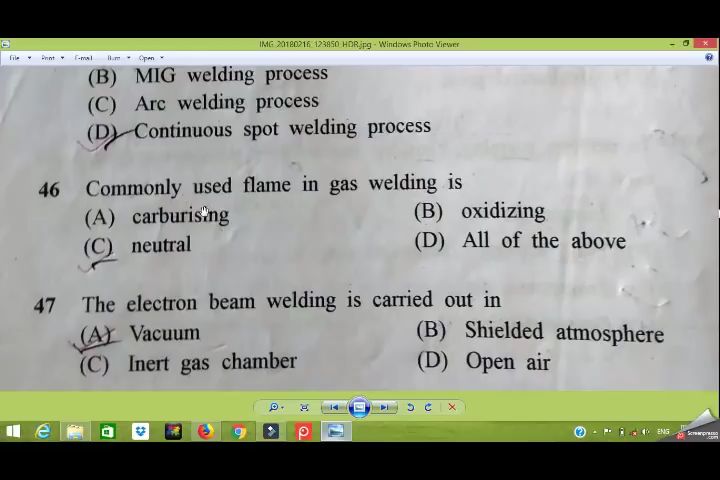 IMG_20180216_123850_HDR.jpg - Windows Photo Viewer
File Print E-mail Burn Open
(B) MIG welding process
(C) Arc welding process
(D) Continuous spot welding process
46 Commonly used flame in gas welding is
(A) carburising (B) oxidizing
(C) neutral (D) All of the above
47 The electron beam welding is carried out in
(A) Vacuum (B) Shielded atmosphere
(C) Inert gas chamber (D) Open air
ENG
Screenpresso
.com